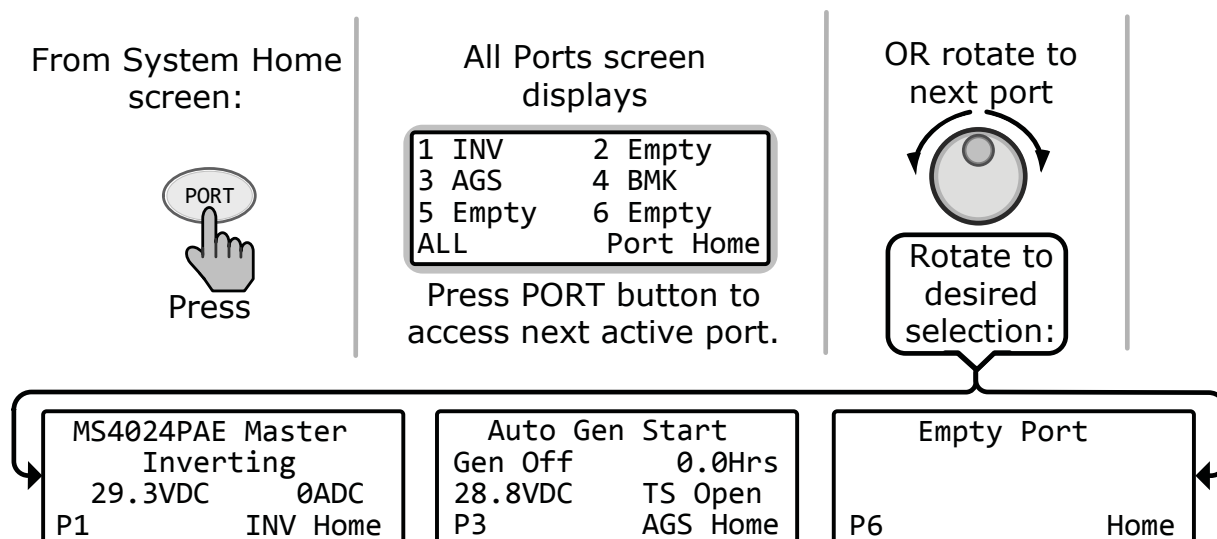 From System Home
screen:
PORT
Press
All Ports screen
displays
1 INV 2 Empty
3 AGS 4 BMK
5 Empty 6 Empty
ALL Port Home
Press PORT button to
access next active port.
OR rotate to
next port
Rotate to
desired
selection:
MS4024PAE Master
Inverting
29.3VDC 0ADC
P1 INV Home
Auto Gen Start
Gen Off 0.0Hrs
28.8VDC TS Open
P3 AGS Home
Empty Port
P6 Home